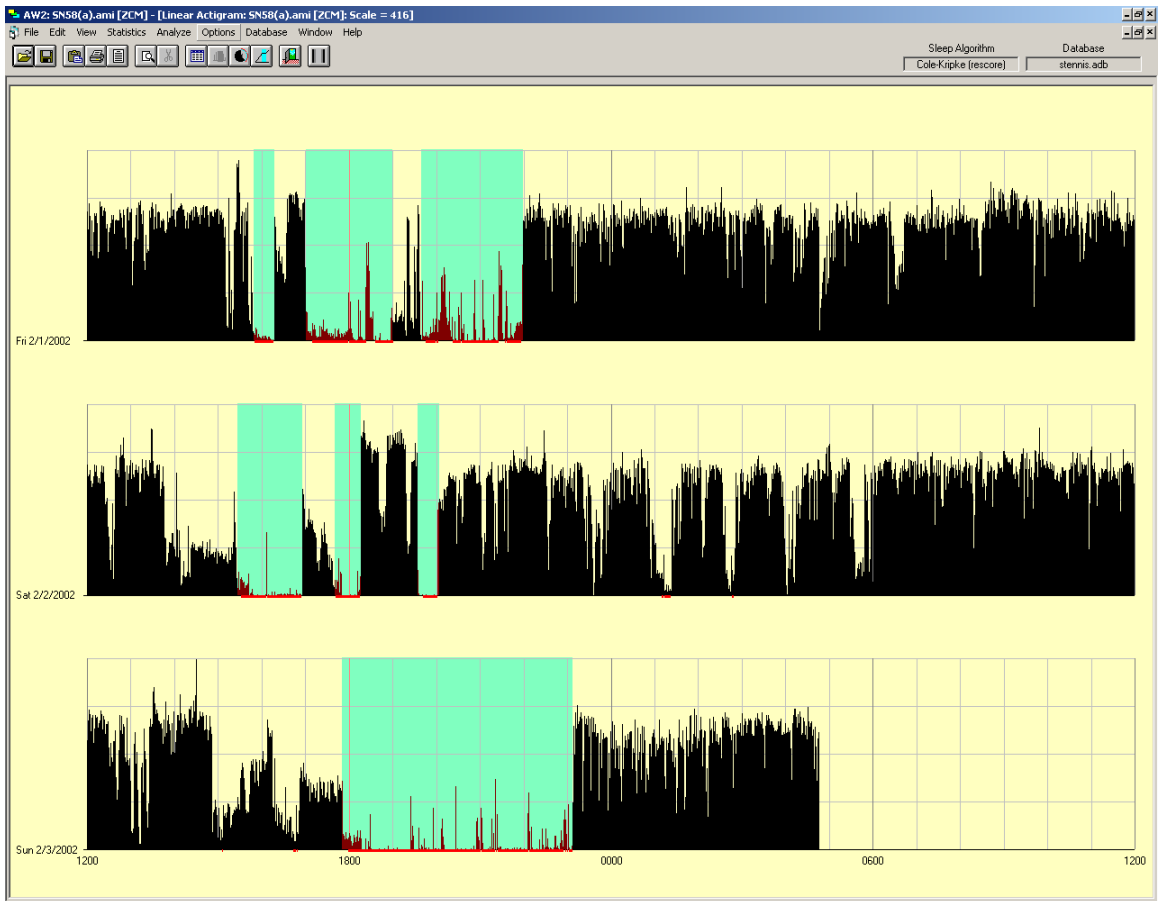 AW2: SN58(a).ami [ZCM] - [Linear Actigram: SN58(a).ami [ZCM]: Scale = 416]
File Edit View Statistics Analyze Options Database Window Help
Sleep Algorithm Database
Cole-Kripke (rescore) stennis.adb
Fri 2/1/2002
Sat 2/2/2002
Sun 2/3/2002
1200 1800 0000 0600 1200